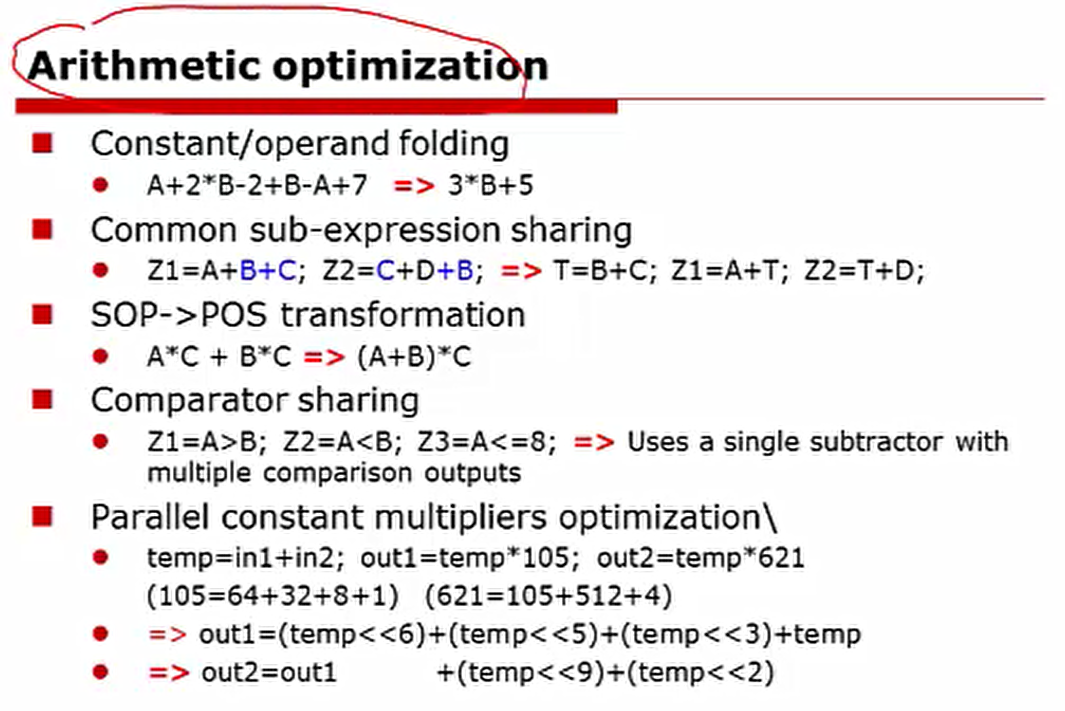 Arithmetic optimization
Constant/operand folding
A+2*B-2+B-A+7 => 3*B+5
Common sub-expression sharing
Z1=A+B+C; Z2=C+D+B; => T=B+C; Z1=A+T; Z2=T+D;
SOP->POS transformation
A*C + B*C => (A+B)*C
Comparator sharing
Z1=A>B; Z2=A<B; Z3=A<=8; => Uses a single subtractor with
multiple comparison outputs
Parallel constant multipliers optimization\
temp=in1+in2; out1=temp*105; out2=temp*621
(105=64+32+8+1) (621=105+512+4)
=> out1=(temp<<6)+(temp<<5)+(temp<<3)+temp
=> out2=out1 +(temp<<9)+(temp<<2)